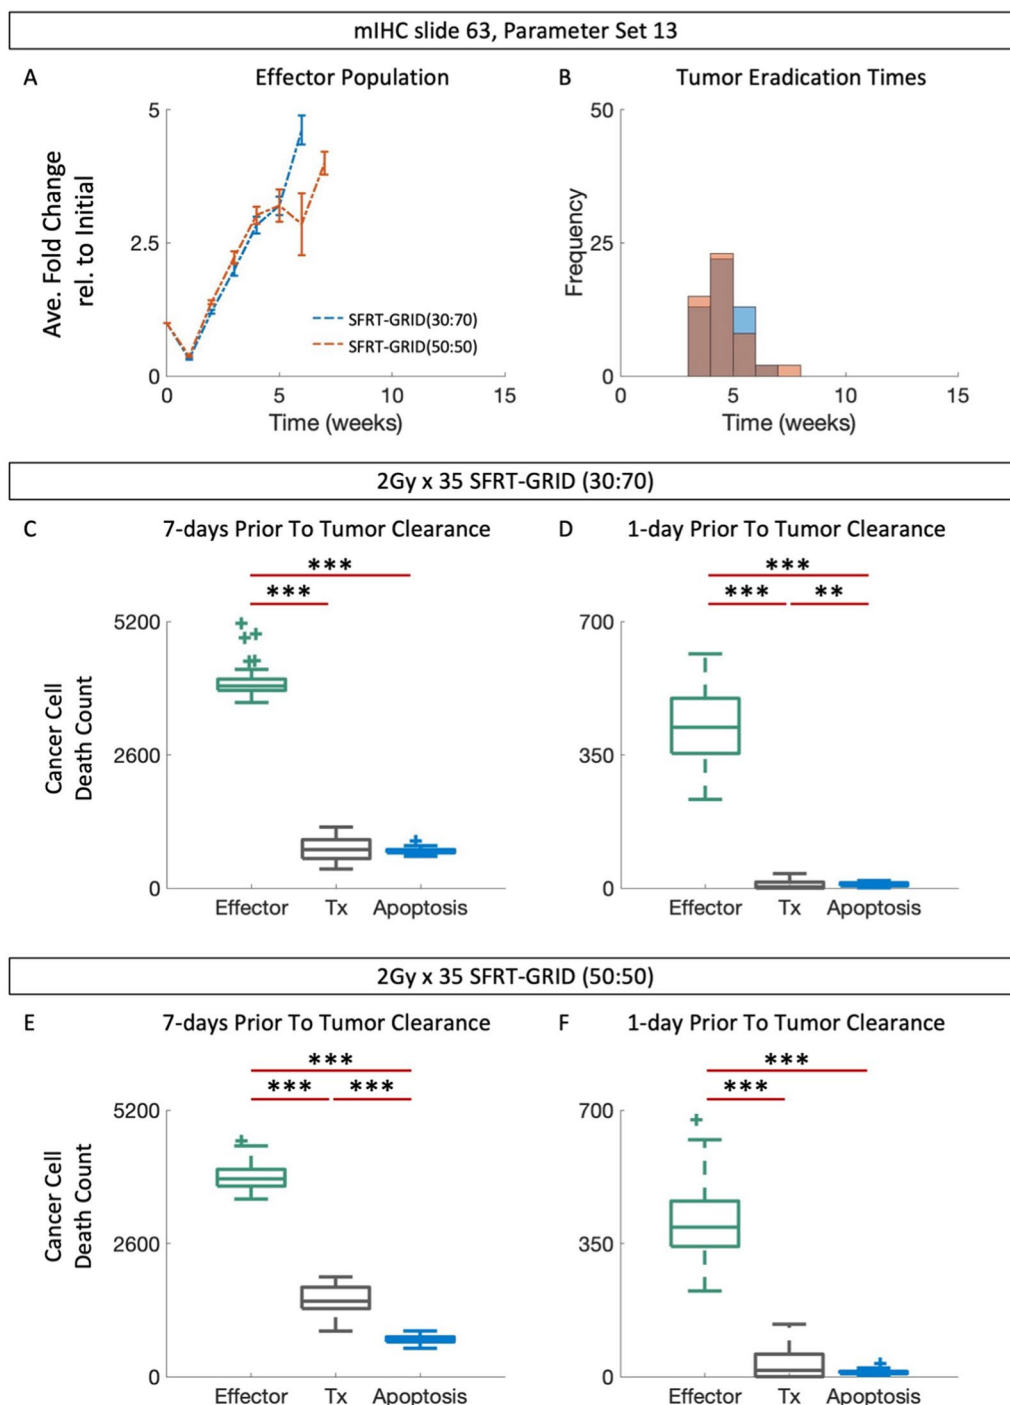 mIHC slide 63, Parameter Set 13
A
Effector Population
Ave. Fold Change
rel. to Initial
5
2.5
0
SFRT-GRID(30:70)
SFRT-GRID(50:50)
0
5
10
15
Time (weeks)
B
Tumor Eradication Times
Frequency
50
25
0
0
5
10
15
Time (weeks)
2Gy x 35 SFRT-GRID (30:70)
C
7-days Prior To Tumor Clearance
***
***
Cancer Cell
Death Count
5200
2600
0
Effector
Tx
Apoptosis
D
1-day Prior To Tumor Clearance
***
***
**
700
350
0
Effector
Tx
Apoptosis
2Gy x 35 SFRT-GRID (50:50)
E
7-days Prior To Tumor Clearance
***
***
***
Cancer Cell
Death Count
5200
2600
0
Effector
Tx
Apoptosis
F
1-day Prior To Tumor Clearance
***
***
700
350
0
Effector
Tx
Apoptosis